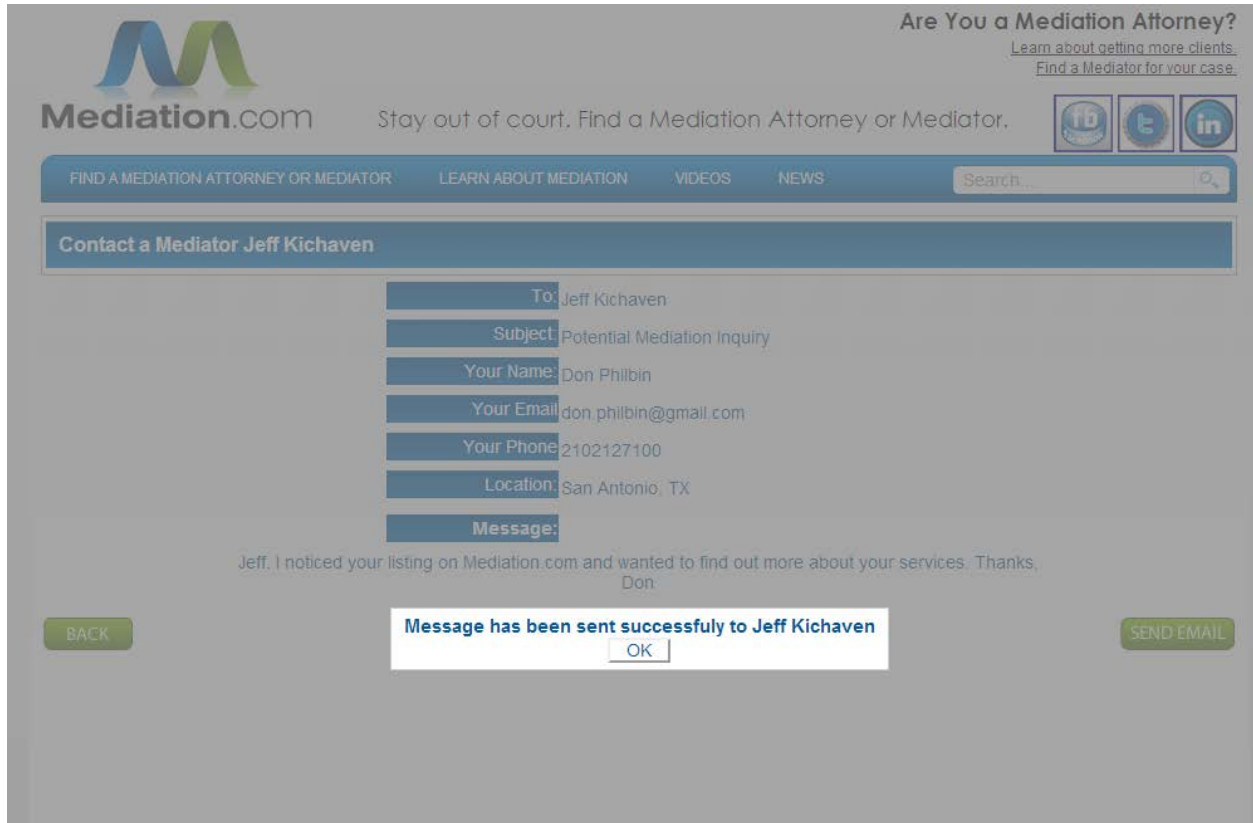 Are You a Mediation Attorney?
Learn about getting more clients.
Find a Mediator for your case.
Mediation.com
Stay out of court. Find a Mediation Attorney or Mediator.
fb
t
in
FIND A MEDIATION ATTORNEY OR MEDIATOR LEARN ABOUT MEDIATION VIDEOS NEWS Search...
Contact a Mediator Jeff Kichaven
To: Jeff Kichaven
Subject: Potential Mediation Inquiry
Your Name: Don Philbin
Your Email don.philbin@gmail.com
Your Phone 2102127100
Location: San Antonio, TX
Message:
Jeff, I noticed your listing on Mediation.com and wanted to find out more about your services. Thanks,
Don
BACK
Message has been sent successfuly to Jeff Kichaven
OK
SEND EMAIL